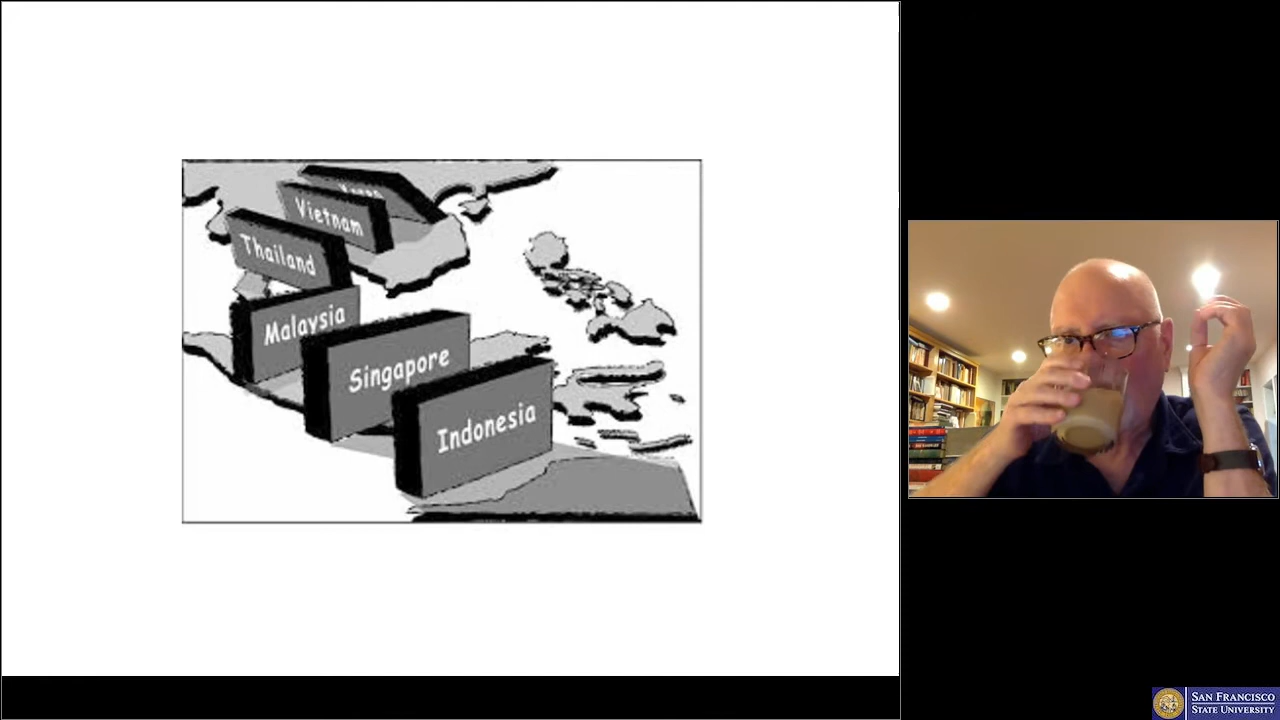 Vietnam
Thailand
Malaysia
Singapore
Indonesia
SAN FRANCISCO
STATE UNIVERSITY